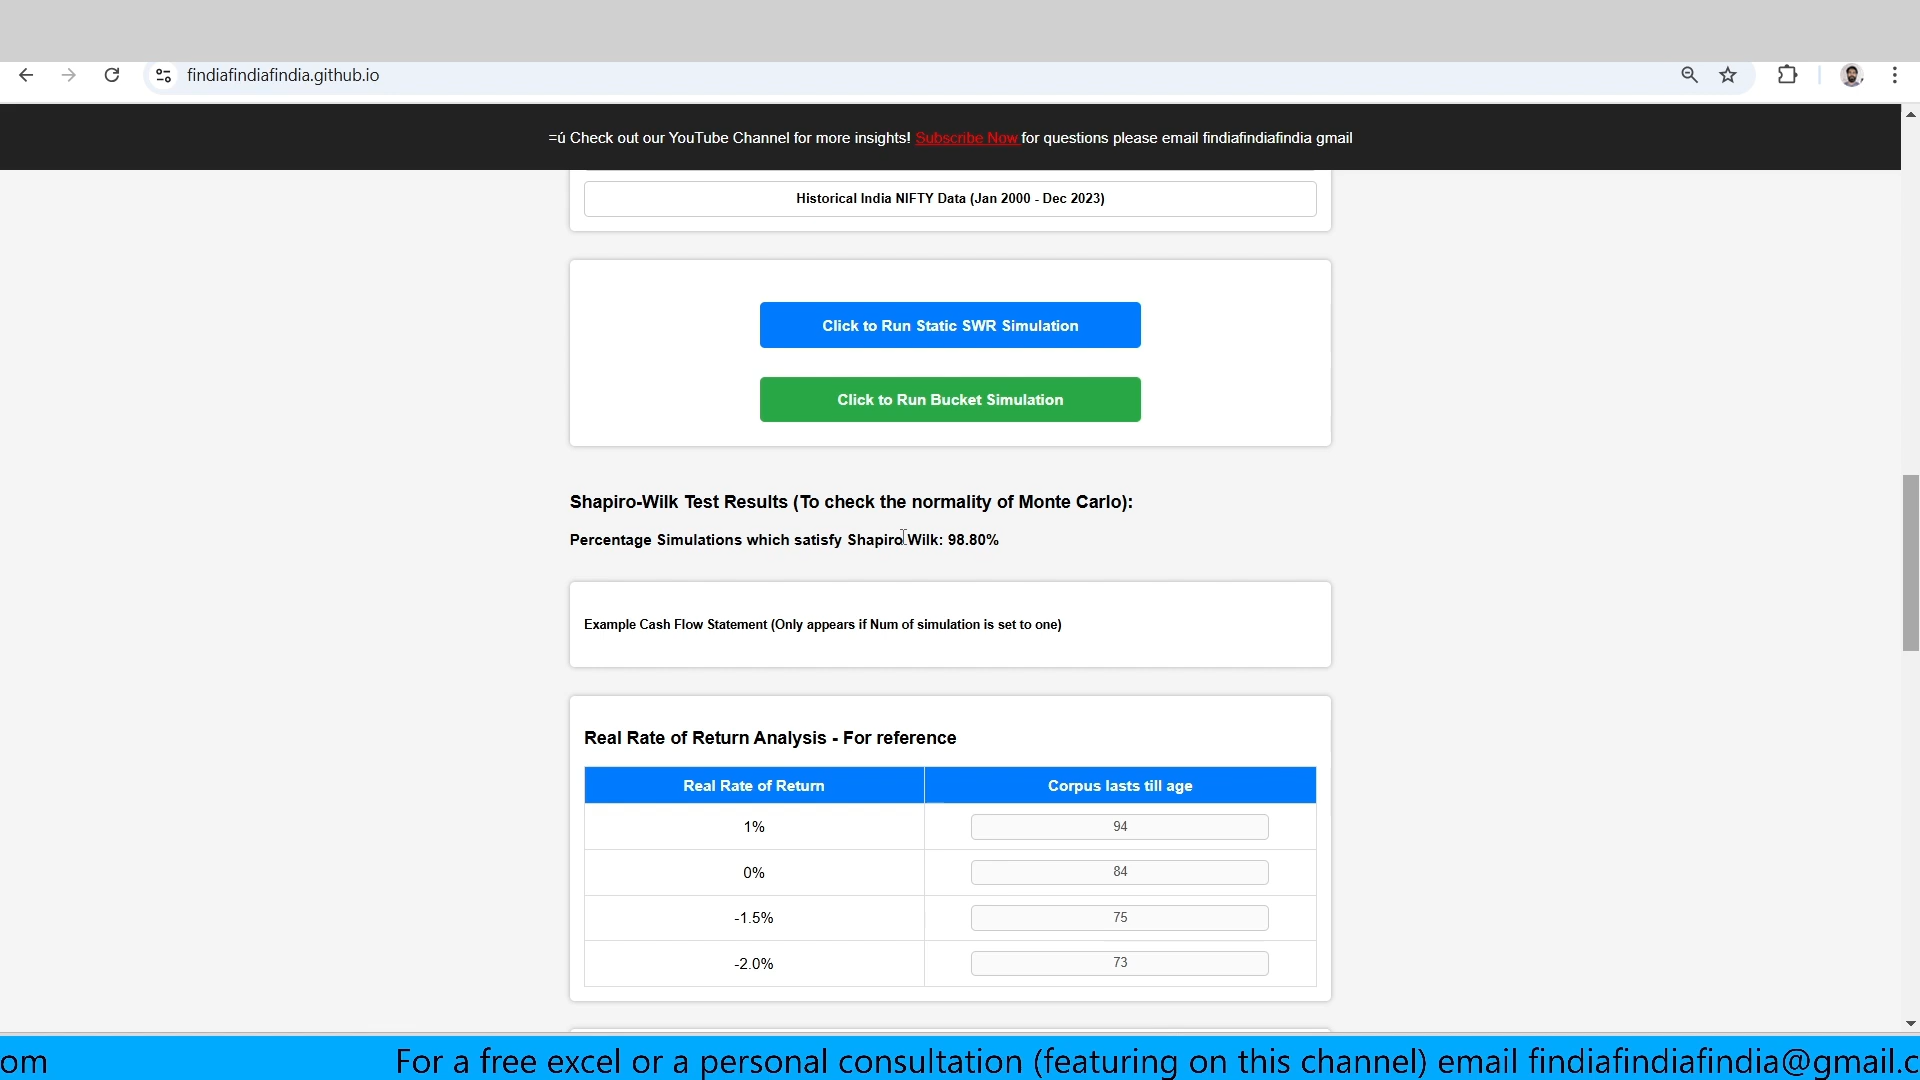 findiafindiafindia.github.io
=ú Check out our YouTube Channel for more insights! Subscribe Now for questions please email findiafindiafindia gmail
Historical India NIFTY Data (Jan 2000 - Dec 2023)
Click to Run Static SWR Simulation
Click to Run Bucket Simulation
Shapiro-Wilk Test Results (To check the normality of Monte Carlo):
Percentage Simulations which satisfy Shapiro-Wilk: 98.80%
Example Cash Flow Statement (Only appears if Num of simulation is set to one)
Real Rate of Return Analysis - For reference
Real Rate of Return Corpus lasts till age
1% 94
0% 84
-1.5% 75
-2.0% 73
om For a free excel or a personal consultation (featuring on this channel) email findiafindiafindia@gmail.c